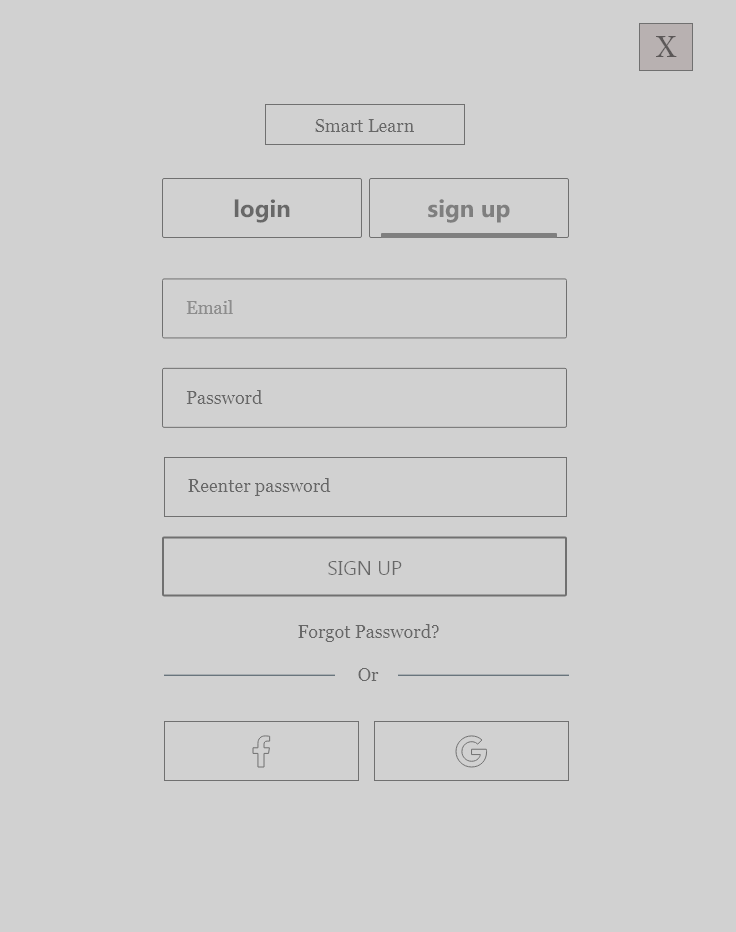 X
Smart Learn
login
sign up
Email
Password
Reenter password
SIGN UP
Forgot Password?
Or